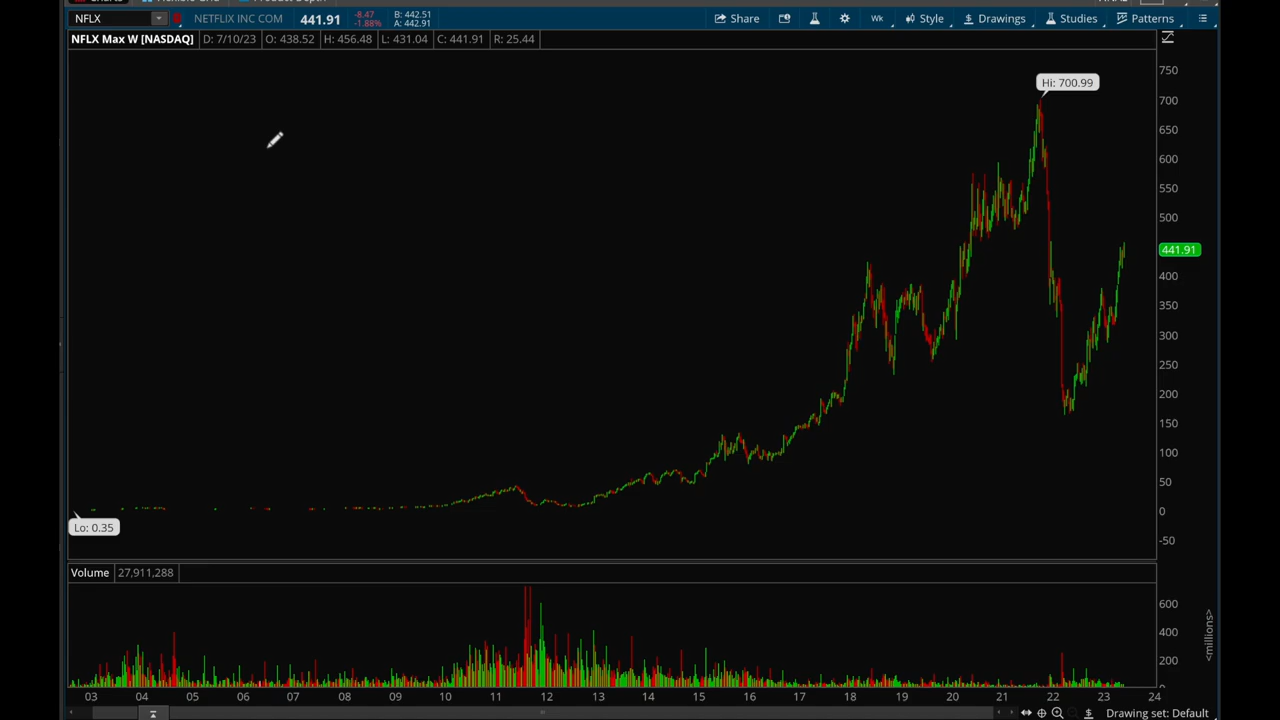 NFLX NETFLIX INC COM 441.91 -8.47 -1.88% B: 442.51 A: 442.91 Share Wk Style Drawings Studies Patterns
NFLX Max W [NASDAQ] D: 7/10/23 O: 438.52 H: 456.48 L: 431.04 C: 441.91 R: 25.44
Hi: 700.99
750
700
650
600
550
500
441.91
400
350
300
250
200
150
100
50
0
-50
Lo: 0.35
Volume 27,911,288
600
400
200
0
<millions>
03 04 05 06 07 08 09 10 11 12 13 14 15 16 17 18 19 20 21 22 23 24
Drawing set: Default